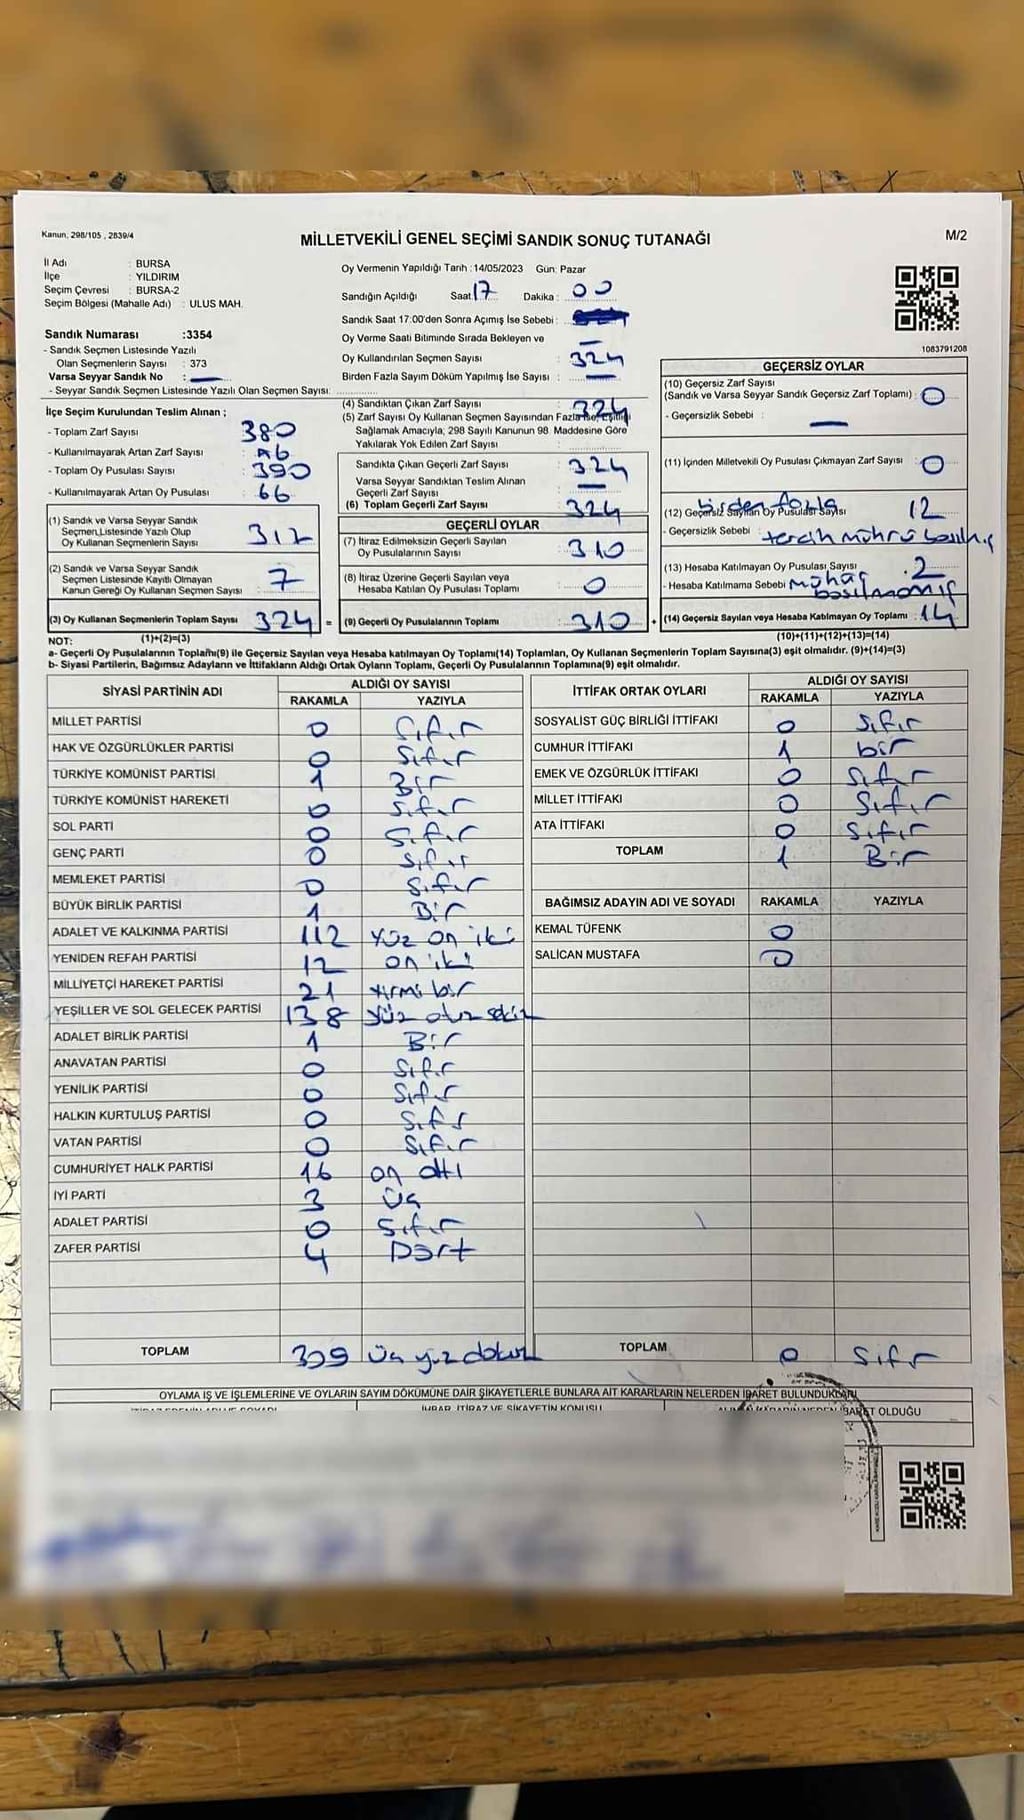 Kanun; 298/105 , 2839/4
MİLLETVEKİLİ GENEL SEÇİMİ SANDIK SONUÇ TUTANAĞI
M/2
İl Adı : BURSA
İlçe : YILDIRIM
Seçim Çevresi : BURSA-2
Seçim Bölgesi (Mahalle Adı) : ULUS MAH.
Sandık Numarası :3354
- Sandık Seçmen Listesinde Yazılı
Olan Seçmenlerin Sayısı : 373
Varsa Seyyar Sandık No :
- Seyyar Sandık Seçmen Listesinde Yazılı Olan Seçmen Sayısı:
Oy Vermenin Yapıldığı Tarih :14/05/2023 Gün: Pazar
Sandığın Açıldığı Saat: 17 Dakika : 00
Sandık Saat 17:00'den Sonra Açımış İse Sebebi :
Oy Verme Saati Bitiminde Sırada Bekleyen ve
Oy Kullandırılan Seçmen Sayısı : 324
Birden Fazla Sayım Döküm Yapılmış İse Sayısı : —
1083791208
İlçe Seçim Kurulundan Teslim Alınan ;
- Toplam Zarf Sayısı : 380
- Kullanılmayarak Artan Zarf Sayısı :
- Toplam Oy Pusulası Sayısı : 390
- Kullanılmayarak Artan Oy Pusulası : 66
(1) Sandık ve Varsa Seyyar Sandık
Seçmen Listesinde Yazılı Olup
Oy Kullanan Seçmenlerin Sayısı : 317
(2) Sandık ve Varsa Seyyar Sandık
Seçmen Listesinde Kayıtlı Olmayan
Kanun Gereği Oy Kullanan Seçmen Sayısı : 7
(3) Oy Kullanan Seçmenlerin Toplam Sayısı 324 =
(4) Sandıktan Çıkan Zarf Sayısı : 324
(5) Zarf Sayısı Oy Kullanan Seçmen Sayısından Fazla İse, Eşitliği
Sağlamak Amacıyla; 298 Sayılı Kanunun 98. Maddesine Göre
Yakılarak Yok Edilen Zarf Sayısı :
Sandıkta Çıkan Geçerli Zarf Sayısı : 324
Varsa Seyyar Sandıktan Teslim Alınan
Geçerli Zarf Sayısı : —
(6) Toplam Geçerli Zarf Sayısı : 324
GEÇERLİ OYLAR
(7) İtiraz Edilmeksizin Geçerli Sayılan
Oy Pusulalarının Sayısı : 310
(8) İtiraz Üzerine Geçerli Sayılan veya
Hesaba Katılan Oy Pusulası Toplamı : 0
(9) Geçerli Oy Pusulalarının Toplamı : 310 +
GEÇERSİZ OYLAR
(10) Geçersiz Zarf Sayısı
(Sandık ve Varsa Seyyar Sandık Geçersiz Zarf Toplamı) : 0
- Geçersizlik Sebebi : —
(11) İçinden Milletvekili Oy Pusulası Çıkmayan Zarf Sayısı : 0
(12) Geçersiz Sayılan Oy Pusulası Sayısı 12
- Geçersizlik Sebebi : birden fazla
tercih mührü basılmış
(13) Hesaba Katılmayan Oy Pusulası Sayısı : 2
- Hesaba Katılmama Sebebi mühür
basılmamış
(14) Geçersiz Sayılan veya Hesaba Katılmayan Oy Toplamı : 14
NOT: (1)+(2)=(3)
(10)+(11)+(12)+(13)=(14)
a- Geçerli Oy Pusulaların Toplamı(9) ile Geçersiz Sayılan veya Hesaba katılmayan Oy Toplamı(14) Toplamları, Oy Kullanan Seçmenlerin Toplam Sayısına(3) eşit olmalıdır. (9)+(14)=(3)
b- Siyasi Partilerin, Bağımsız Adayların ve İttifakların Aldığı Ortak Oyların Toplamı, Geçerli Oy Pusulalarının Toplamına(9) eşit olmalıdır.
SİYASİ PARTİNİN ADI ALDIĞI OY SAYISI
RAKAMLA YAZIYLA
MİLLET PARTİSİ 0 Sıfır
HAK VE ÖZGÜRLÜKLER PARTİSİ 0 Sıfır
TÜRKİYE KOMÜNİST PARTİSİ 1 Bir
TÜRKİYE KOMÜNİST HAREKETİ 0 Sıfır
SOL PARTİ 0 Sıfır
GENÇ PARTİ 0 Sıfır
MEMLEKET PARTİSİ 0 Sıfır
BÜYÜK BİRLİK PARTİSİ 1 Bir
ADALET VE KALKINMA PARTİSİ 112 Yüz on iki
YENİDEN REFAH PARTİSİ 12 on iki
MİLLİYETÇİ HAREKET PARTİSİ 21 Yirmi bir
YEŞİLLER VE SOL GELECEK PARTİSİ 138 Yüz otuz sekiz
ADALET BİRLİK PARTİSİ 1 Bir
ANAVATAN PARTİSİ 0 Sıfır
YENİLİK PARTİSİ 0 Sıfır
HALKIN KURTULUŞ PARTİSİ 0 Sıfır
VATAN PARTİSİ 0 Sıfır
CUMHURİYET HALK PARTİSİ 16 on altı
İYİ PARTİ 3 Üç
ADALET PARTİSİ 0 Sıfır
ZAFER PARTİSİ 4 Dört
TOPLAM 309 Üç yüz dokuz
İTTİFAK ORTAK OYLARI ALDIĞI OY SAYISI
RAKAMLA YAZIYLA
SOSYALİST GÜÇ BİRLİĞİ İTTİFAKI 0 Sıfır
CUMHUR İTTİFAKI 1 bir
EMEK VE ÖZGÜRLÜK İTTİFAKI 0 Sıfır
MİLLET İTTİFAKI 0 Sıfır
ATA İTTİFAKI 0 Sıfır
TOPLAM 1 Bir
BAĞIMSIZ ADAYIN ADI VE SOYADI RAKAMLA YAZIYLA
KEMAL TÜFENK 0
SALİCAN MUSTAFA 0
TOPLAM 0 Sıfır
OYLAMA İŞ VE İŞLEMLERİNE VE OYLARIN SAYIM DÖKÜMÜNE DAİR ŞİKAYETLERLE BUNLARA AİT KARARLARIN NELERDEN İBARET BULUNDUKLARI
İHBAR, İTİRAZ VE ŞİKAYETİN KONUSU
İBARET OLDUĞU